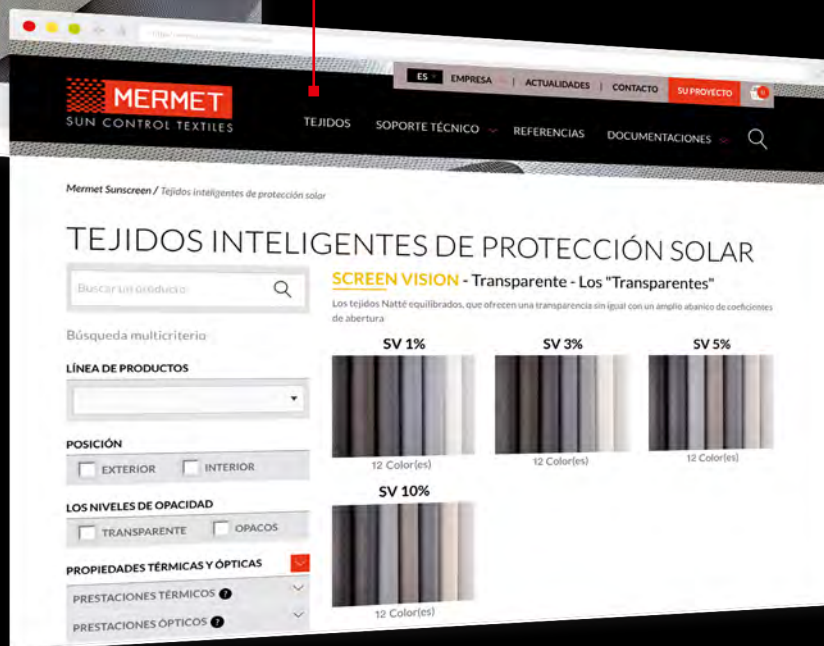 ES
EMPRESA | ACTUALIDADES | CONTACTO
SU PROYECTO
MERMET
SUN CONTROL TEXTILES
TEJIDOS
SOPORTE TÉCNICO
REFERENCIAS
DOCUMENTACIONES
Mermet Sunscreen / Tejidos inteligentes de protección solar
TEJIDOS INTELIGENTES DE PROTECCIÓN SOLAR
Buscar un producto
Búsqueda multicriterio
LÍNEA DE PRODUCTOS
POSICIÓN
EXTERIOR
INTERIOR
LOS NIVELES DE OPACIDAD
TRANSPARENTE
OPACOS
PROPIEDADES TÉRMICAS Y ÓPTICAS
PRESTACIONES TÉRMICOS ?
PRESTACIONES ÓPTICOS ?
SCREEN VISION - Transparente - Los "Transparentes"
Los tejidos Natté equilibrados, que ofrecen una transparencia sin igual con un amplio abanico de coeficientes
de abertura
SV 1%
12 Color(es)
SV 3%
12 Color(es)
SV 5%
12 Color(es)
SV 10%
12 Color(es)